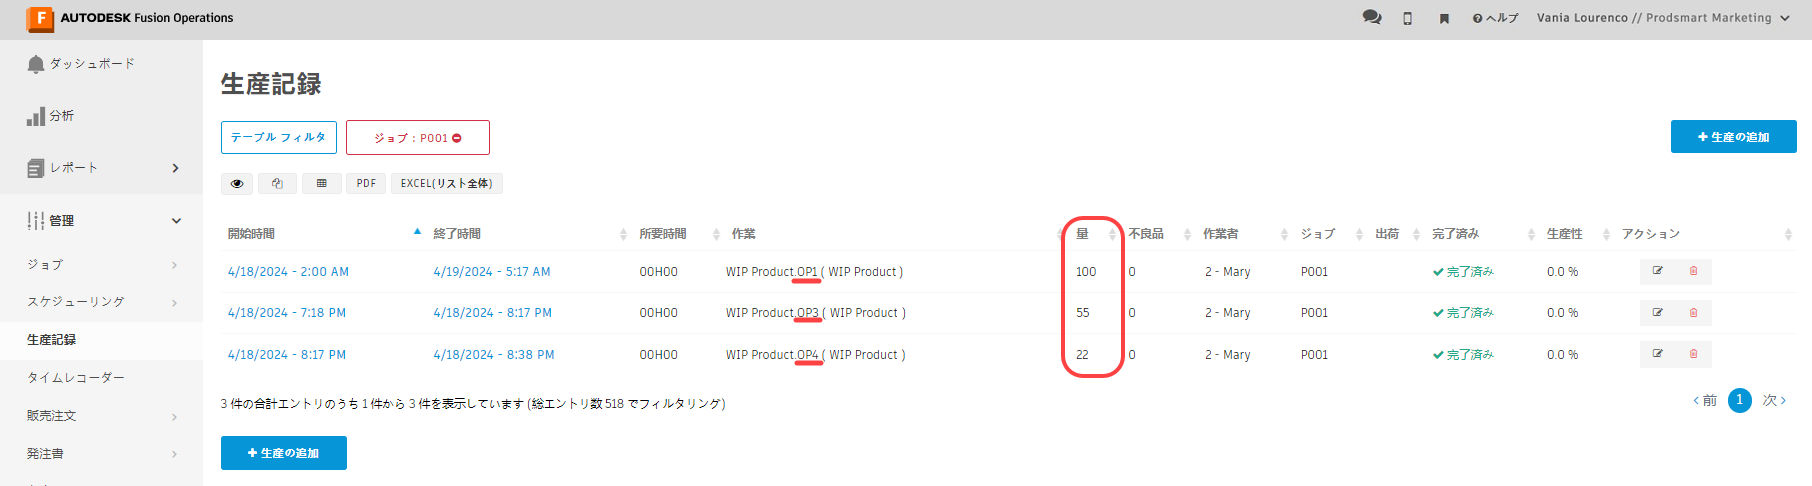 AUTODESK Fusion Operations
ヘルプ
Vania Lourenco // Prodsmart Marketing
ダッシュボード
分析
レポート
管理
ジョブ
スケジューリング
生産記録
タイムレコーダー
販売注文
発注書
生産記録
テーブル フィルタ
ジョブ : P001
+ 生産の追加
PDF
EXCEL(リスト全体)
開始時間 終了時間 所要時間 作業 量 不良品 作業者 ジョブ 出荷 完了済み 生産性 アクション
4/18/2024 - 2:00 AM 4/19/2024 - 5:17 AM 00H00 WIP Product.OP1 ( WIP Product ) 100 0 2 - Mary P001 完了済み 0.0 %
4/18/2024 - 7:18 PM 4/18/2024 - 8:17 PM 00H00 WIP Product.OP3 ( WIP Product ) 55 0 2 - Mary P001 完了済み 0.0 %
4/18/2024 - 8:17 PM 4/18/2024 - 8:38 PM 00H00 WIP Product.OP4 ( WIP Product ) 22 0 2 - Mary P001 完了済み 0.0 %
3 件の合計エントリのうち 1 件から 3 件を表示しています (総エントリ数 518 でフィルタリング)
前 1 次
+ 生産の追加